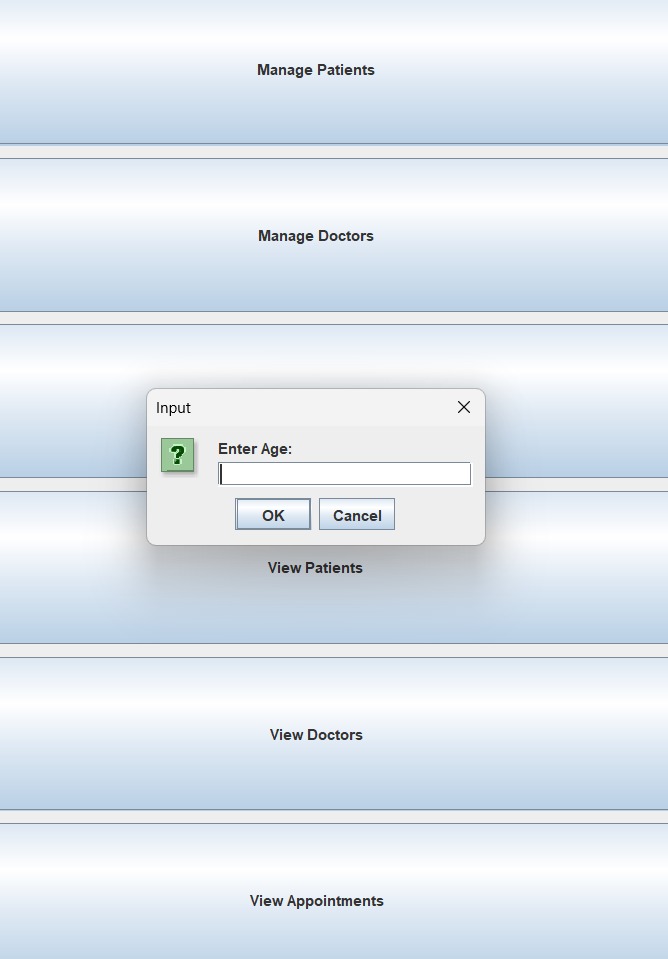 Manage Patients
Manage Doctors
Input
?
Enter Age:
OK Cancel
View Patients
View Doctors
View Appointments